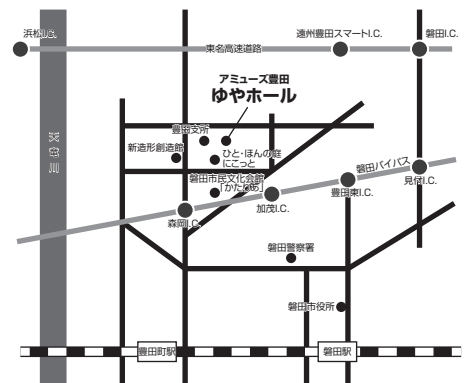 浜松I.C.
東名高速道路
遠州豊田スマートI.C.
磐田I.C.
アミューズ豊田
ゆやホール
豊田支所
新造形創造館
ひと・ほんの庭
にこっと
磐田市民文化会館
「かたりあ」
天竜川
磐田バイパス
見付I.C.
豊田東I.C.
加茂I.C.
森岡I.C.
磐田警察署
磐田市役所
豊田町駅
磐田駅